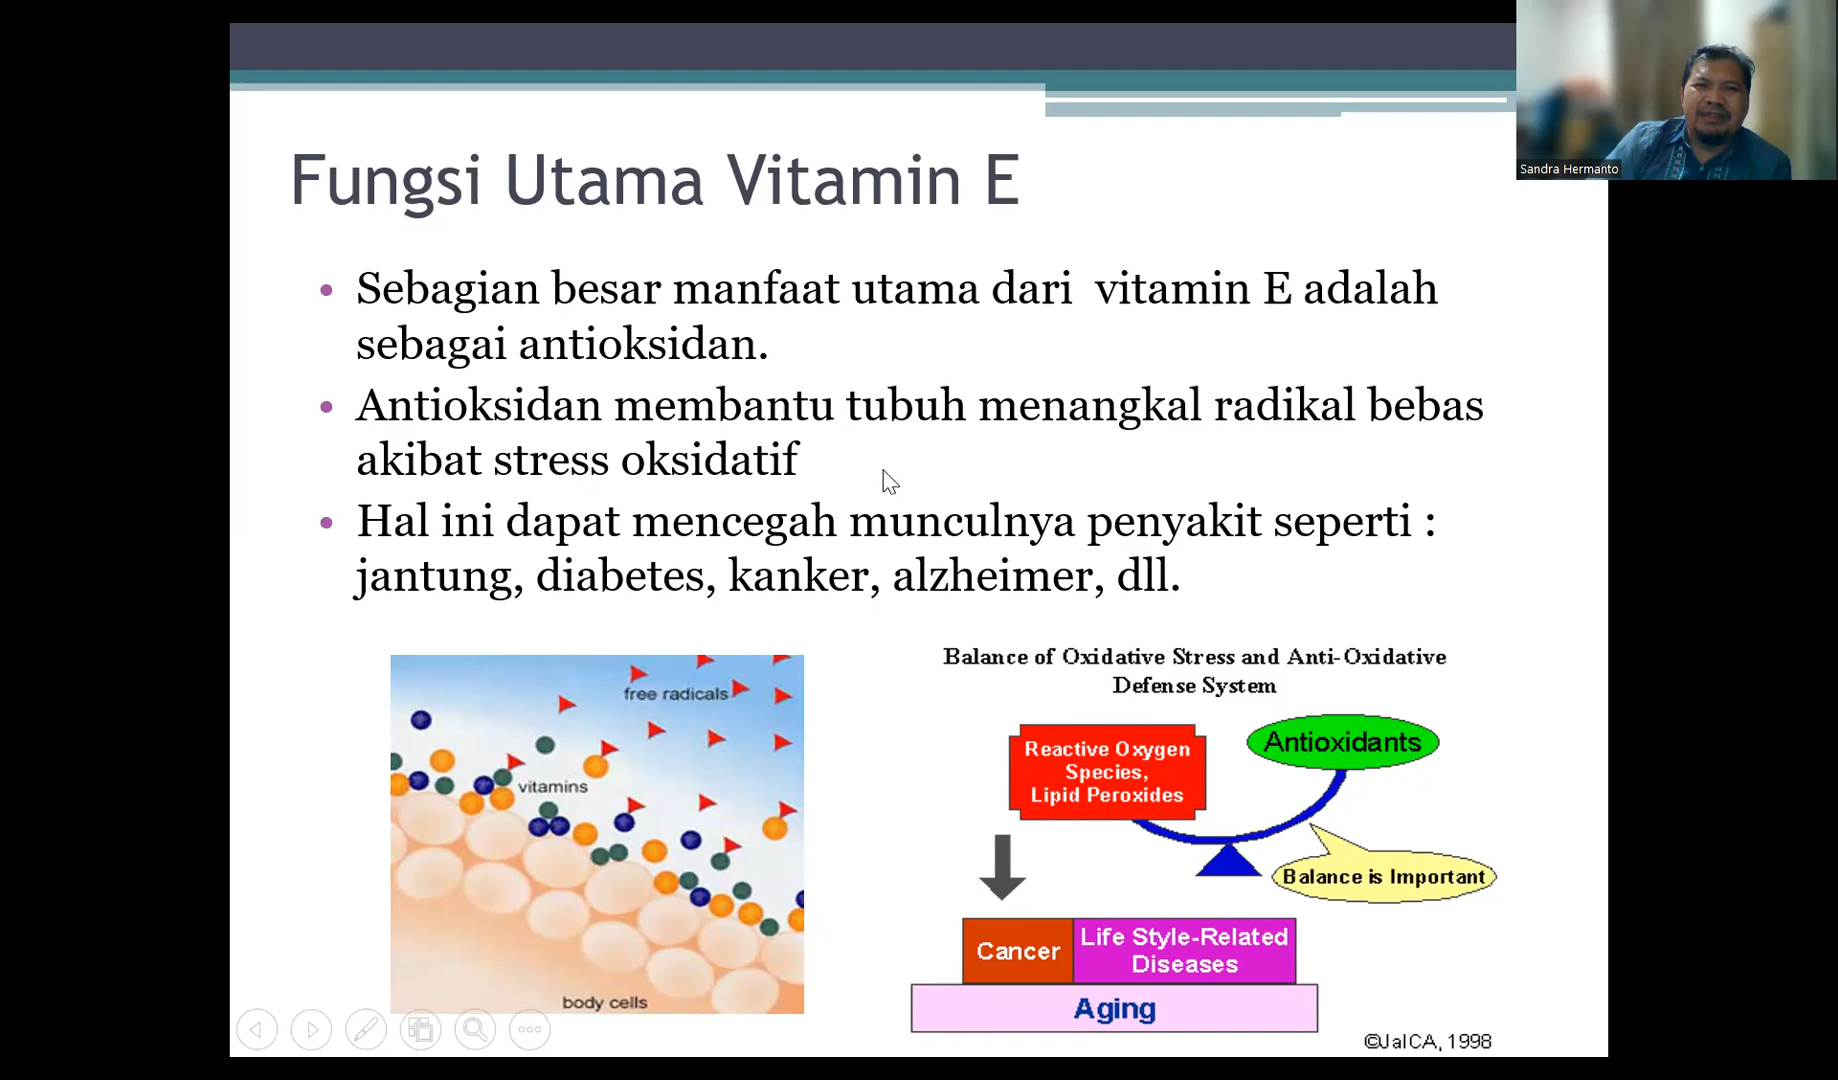 Sandra Hermanto
Fungsi Utama Vitamin E
• Sebagian besar manfaat utama dari vitamin E adalah
sebagai antioksidan.
• Antioksidan membantu tubuh menangkal radikal bebas
akibat stress oksidatif
• Hal ini dapat mencegah munculnya penyakit seperti :
jantung, diabetes, kanker, alzheimer, dll.
free radicals
vitamins
body cells
Balance of Oxidative Stress and Anti-Oxidative
Defense System
Reactive Oxygen
Species,
Lipid Peroxides
Antioxidants
Balance is Important
Cancer
Life Style-Related
Diseases
Aging
©JaICA, 1998